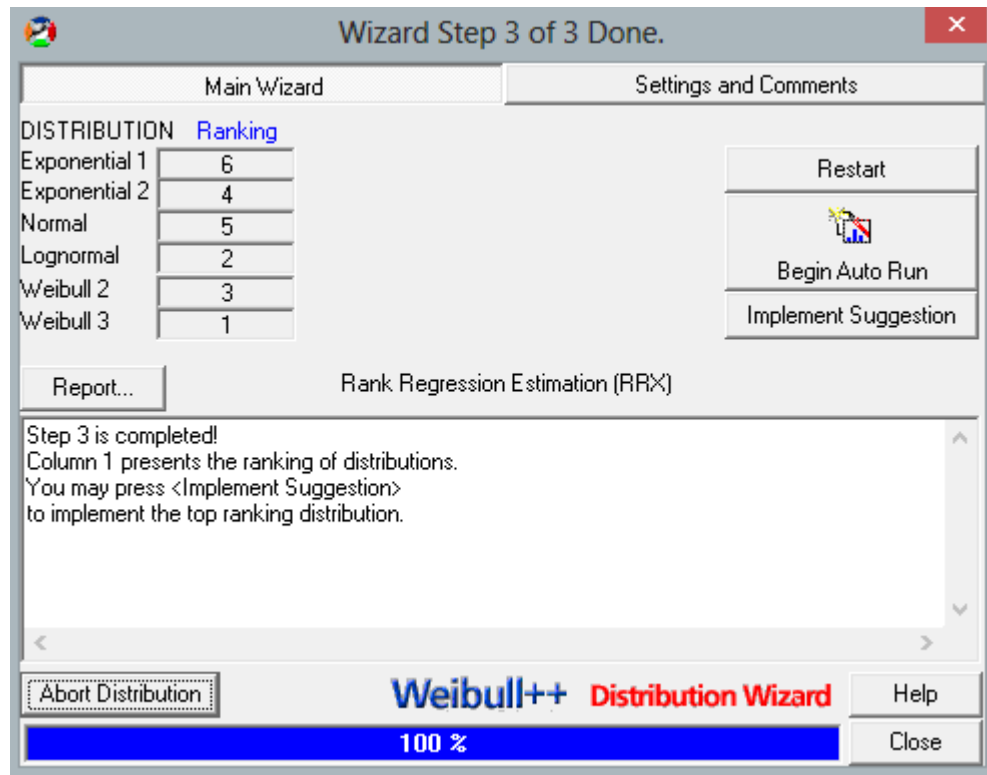 Wizard Step 3 of 3 Done.
Main Wizard
Settings and Comments
DISTRIBUTION Ranking
Exponential 1 6
Exponential 2 4
Normal 5
Lognormal 2
Weibull 2 3
Weibull 3 1
Restart
Begin Auto Run
Implement Suggestion
Report...
Rank Regression Estimation (RRX)
Step 3 is completed!
Column 1 presents the ranking of distributions.
You may press <Implement Suggestion>
to implement the top ranking distribution.
Abort Distribution
Weibull++ Distribution Wizard
Help
100 %
Close